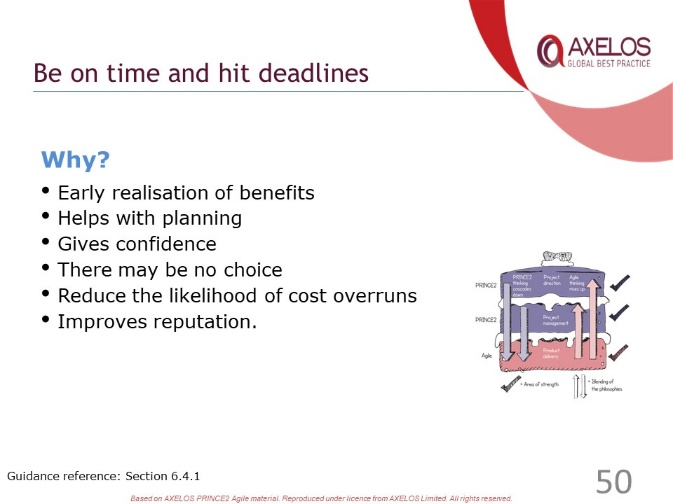 AXELOS
GLOBAL BEST PRACTICE
Be on time and hit deadlines
Why?
• Early realisation of benefits
• Helps with planning
• Gives confidence
• There may be no choice
• Reduce the likelihood of cost overruns
• Improves reputation.
PRINCE2
PRINCE2
thinking
cascades
down
Project
direction
Agile
thinking
rises up
PRINCE2
Project
management
Agile
Product
delivery
= Area of strength
= Blending of
the philosophies
Guidance reference: Section 6.4.1
50
Based on AXELOS PRINCE2 Agile material. Reproduced under licence from AXELOS Limited. All rights reserved.